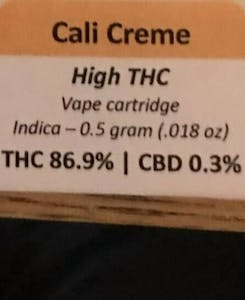 Cali Creme
High THC
Vape cartridge
Indica – 0.5 gram (.018 oz)
THC 86.9% | CBD 0.3%